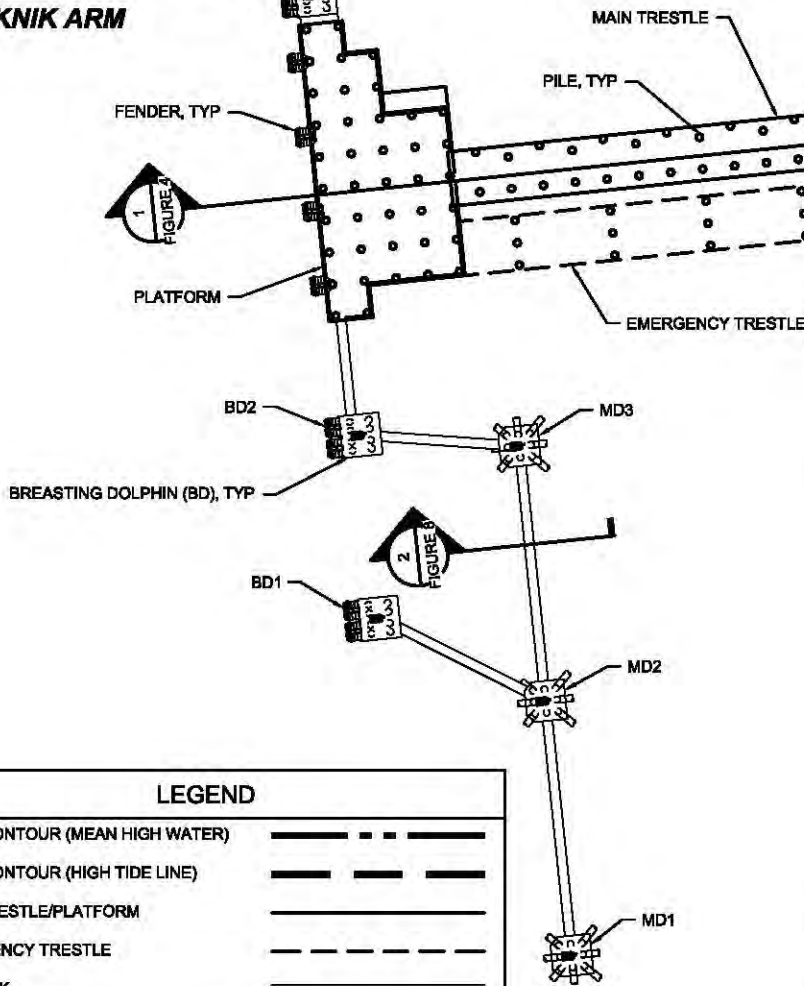 KNIK ARM
MAIN TRESTLE
PILE, TYP
FENDER, TYP
1
FIGURE 4
PLATFORM
EMERGENCY TRESTLE
BD2
MD3
BREASTING DOLPHIN (BD), TYP
2
FIGURE 8
BD1
MD2
LEGEND
ONTOUR (MEAN HIGH WATER)
ONTOUR (HIGH TIDE LINE)
ESTLE/PLATFORM
MD1
ENCY TRESTLE